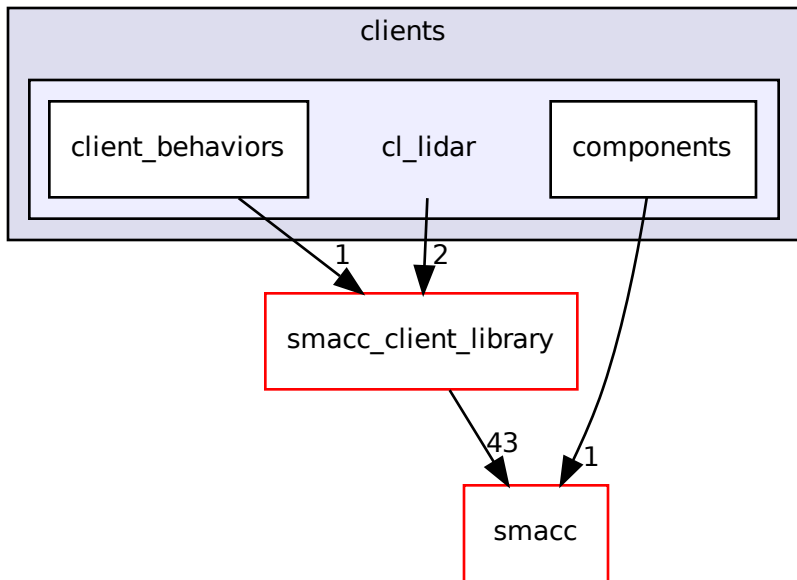 clients
client_behaviors
cl_lidar
components
1
2
smacc_client_library
43
1
smacc